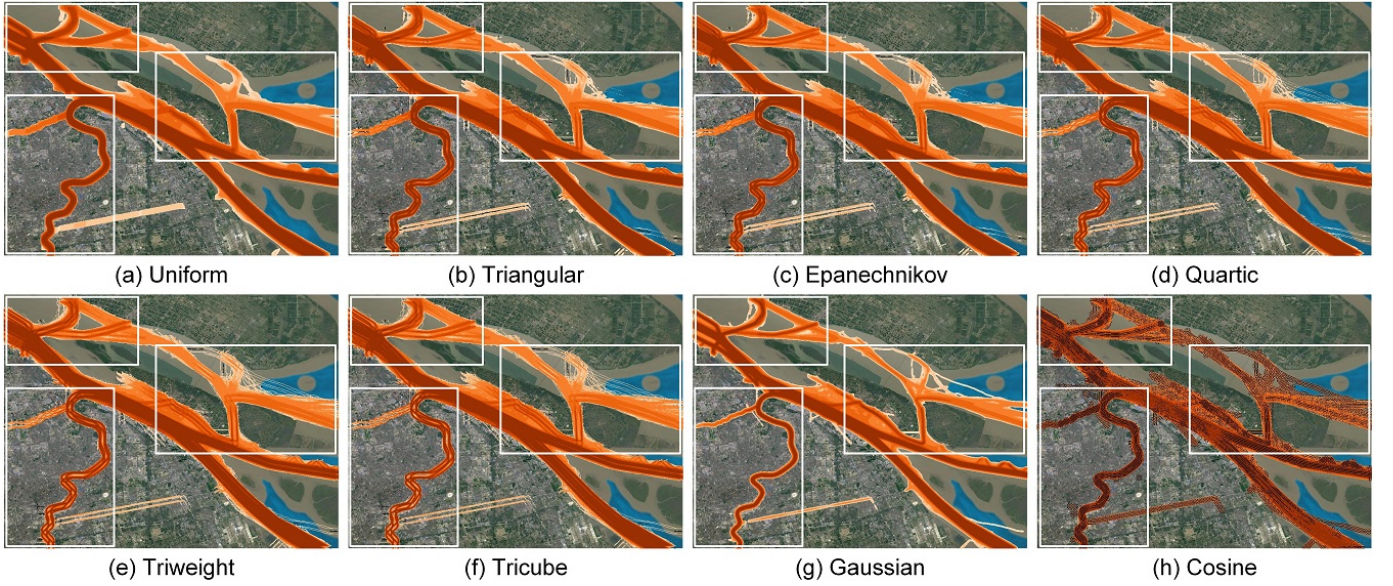 (a) Uniform
(b) Triangular
(c) Epanechnikov
(d) Quartic
(e) Triweight
(f) Tricube
(g) Gaussian
(h) Cosine